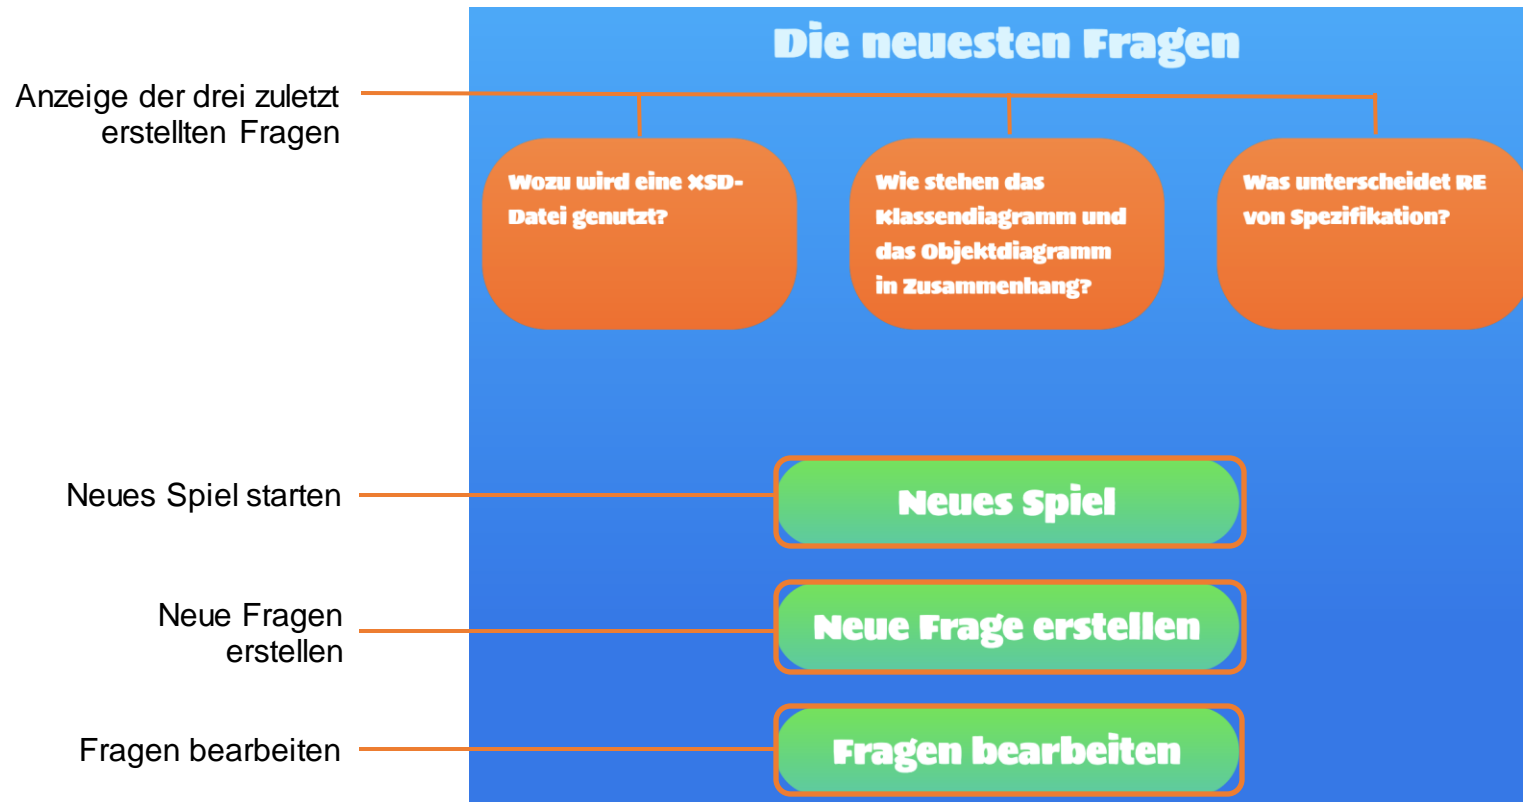 Die neuesten Fragen
Anzeige der drei zuletzt
erstellten Fragen
Wozu wird eine XSD-
Datei genutzt?
Wie stehen das
Klassendiagramm und
das Objektdiagramm
in Zusammenhang?
Was unterscheidet RE
von Spezifikation?
Neues Spiel starten
Neues Spiel
Neue Fragen
erstellen
Neue Frage erstellen
Fragen bearbeiten
Fragen bearbeiten